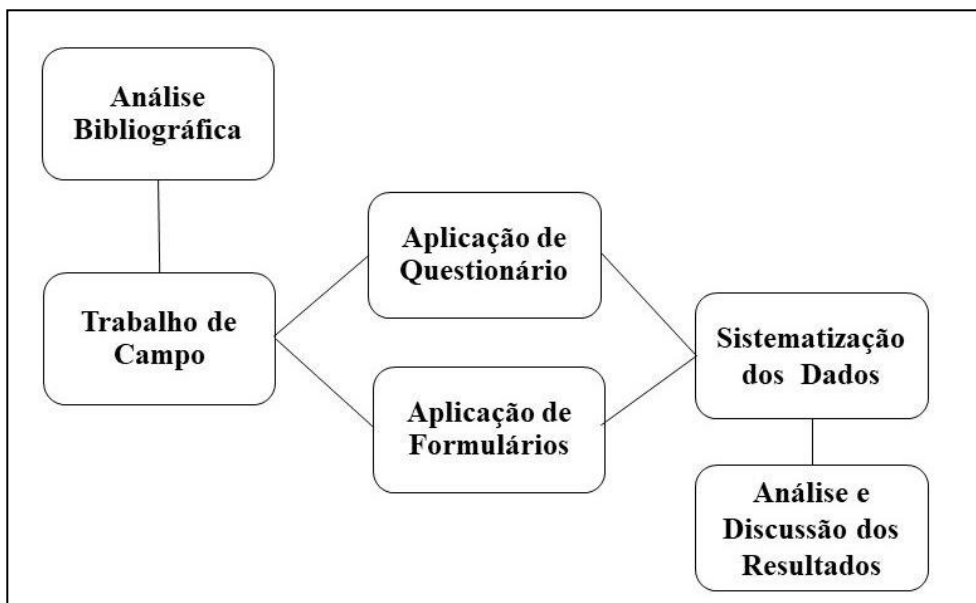 Análise
Bibliográfica
Trabalho de
Campo
Aplicação de
Questionário
Aplicação de
Formulários
Sistematização
dos Dados
Análise e
Discussão dos
Resultados